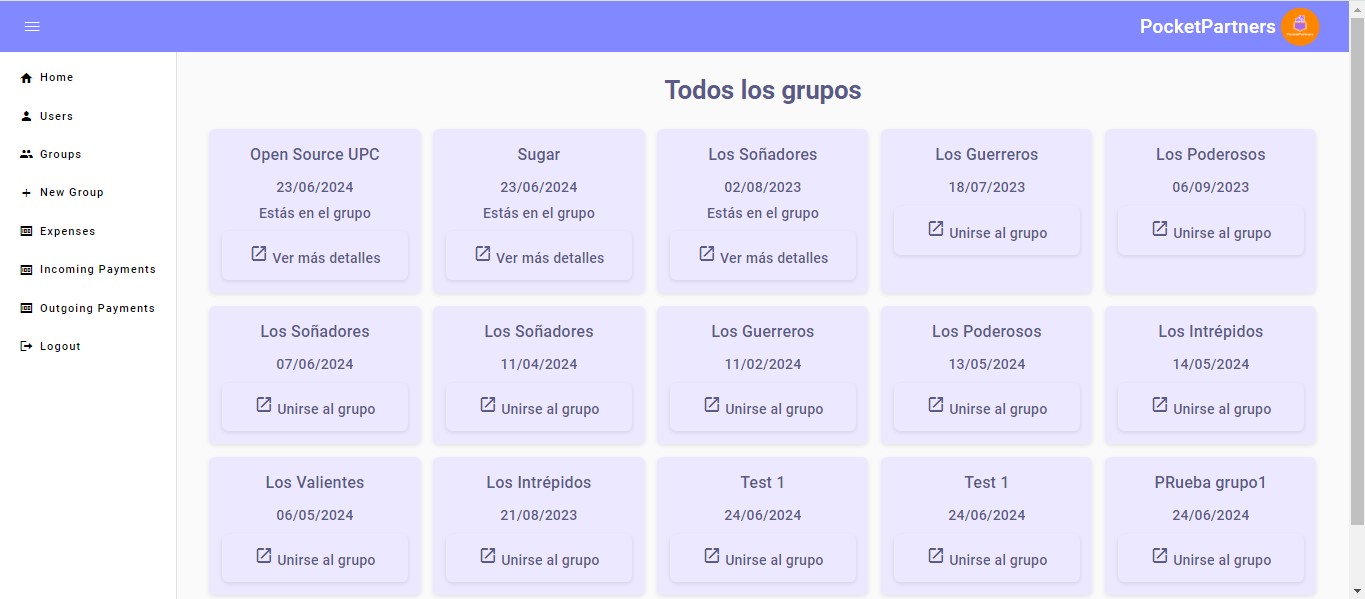 PocketPartners
Home
Users
Groups
New Group
Expenses
Incoming Payments
Outgoing Payments
Logout
Todos los grupos
Open Source UPC
23/06/2024
Estás en el grupo
Ver más detalles
Sugar
23/06/2024
Estás en el grupo
Ver más detalles
Los Soñadores
02/08/2023
Estás en el grupo
Ver más detalles
Los Guerreros
18/07/2023
Unirse al grupo
Los Poderosos
06/09/2023
Unirse al grupo
Los Soñadores
07/06/2024
Unirse al grupo
Los Soñadores
11/04/2024
Unirse al grupo
Los Guerreros
11/02/2024
Unirse al grupo
Los Poderosos
13/05/2024
Unirse al grupo
Los Intrépidos
14/05/2024
Unirse al grupo
Los Valientes
06/05/2024
Unirse al grupo
Los Intrépidos
21/08/2023
Unirse al grupo
Test 1
24/06/2024
Unirse al grupo
Test 1
24/06/2024
Unirse al grupo
PRueba grupo1
24/06/2024
Unirse al grupo